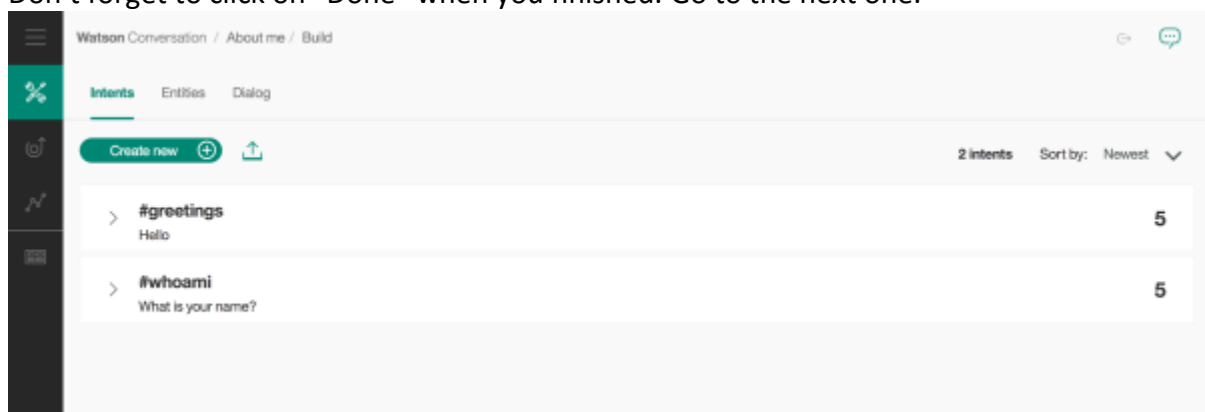 Don't forget to click on "Done" when you finished. Go to the next one.
Watson Conversation / About me / Build
Intents Entities Dialog
Create new
2 intents Sort by: Newest
#greetings
Hello
5
#whoami
What is your name?
5